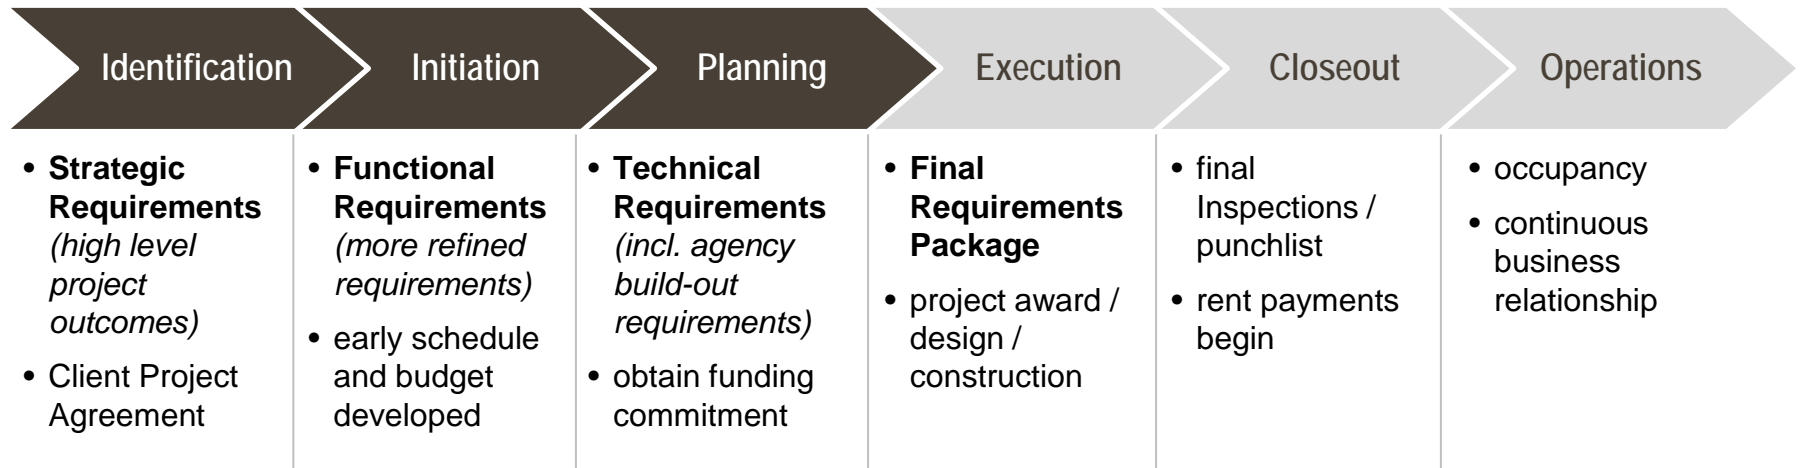 Identification
Initiation
Planning
Execution
Closeout
Operations
• Strategic
Requirements
(high level
project
outcomes)
• Client Project
Agreement
• Functional
Requirements
(more refined
requirements)
• early schedule
and budget
developed
• Technical
Requirements
(incl. agency
build-out
requirements)
• obtain funding
commitment
• Final
Requirements
Package
• project award /
design /
construction
• final
Inspections /
punchlist
• rent payments
begin
• occupancy
• continuous
business
relationship